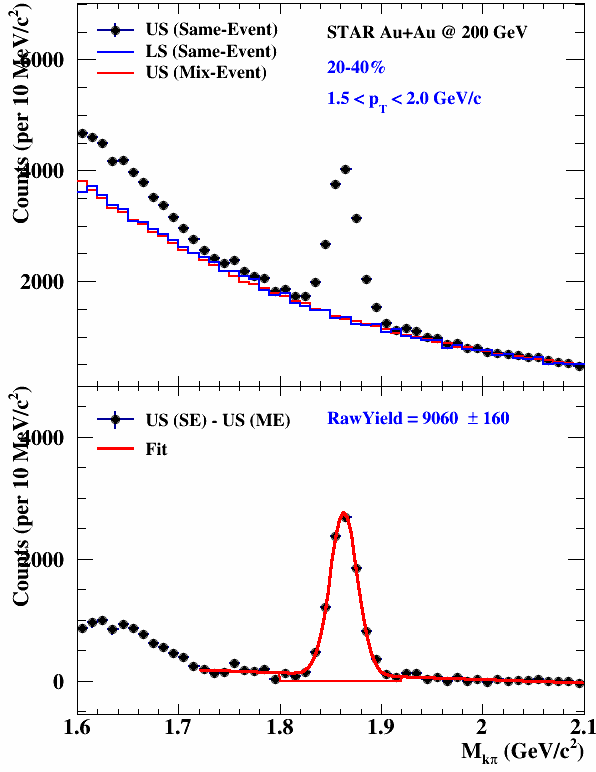 US (Same-Event)
LS (Same-Event)
US (Mix-Event)
STAR Au+Au @ 200 GeV
20-40%
1.5 < p_T < 2.0 GeV/c
Counts (per 10 MeV/c²)
6000
4000
2000
US (SE) - US (ME)
Fit
RawYield = 9060 ± 160
Counts (per 10 MeV/c²)
4000
2000
0
1.6 1.7 1.8 1.9 2 2.1
M_kπ (GeV/c²)